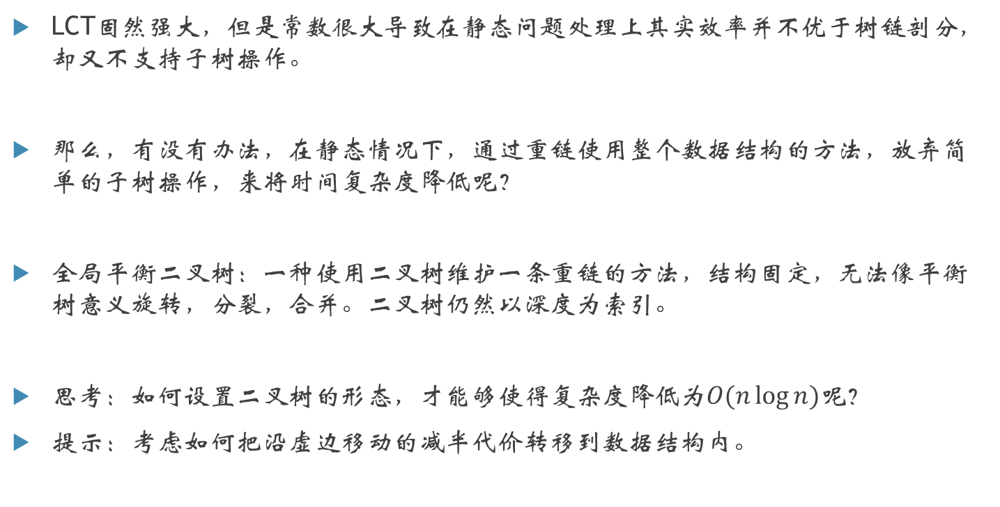 LCT固然强大，但是常数很大导致在静态问题处理上其实效率并不优于树链剖分，
却又不支持子树操作。
那么，有没有办法，在静态情况下，通过重链使用整个数据结构的方法，放弃简
单的子树操作，来将时间复杂度降低呢？
全局平衡二叉树：一种使用二叉树维护一条重链的方法，结构固定，无法像平衡
树意义旋转，分裂，合并。二叉树仍然以深度为索引。
思考：如何设置二叉树的形态，才能够使得复杂度降低为O(n log n)呢？
提示：考虑如何把沿虚边移动的减半代价转移到数据结构内。